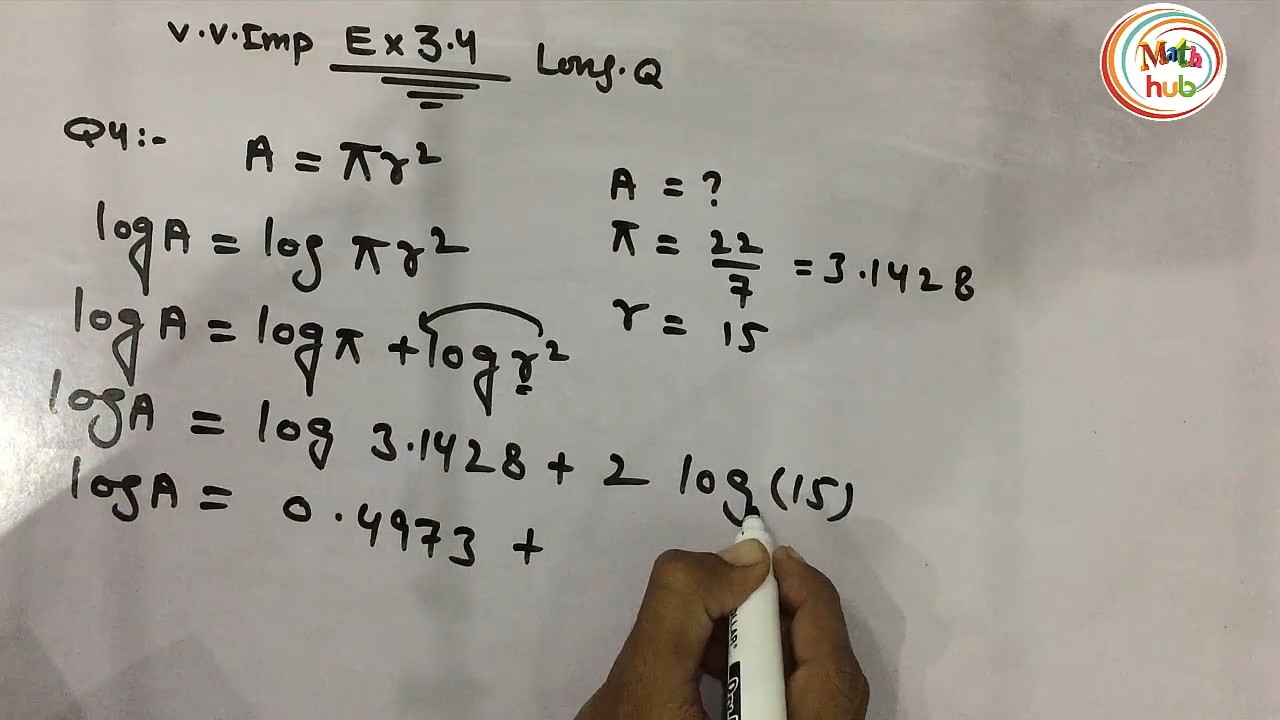 V.V.Imp Ex 3.4 Long.Q
Math
hub
Q4:- A = πr²
A = ?
π = 22/7 = 3.1428
r = 15
log A = log πr²
log A = log π + log r²
log A = log 3.1428 + 2 log (15)
log A = 0.4973 +